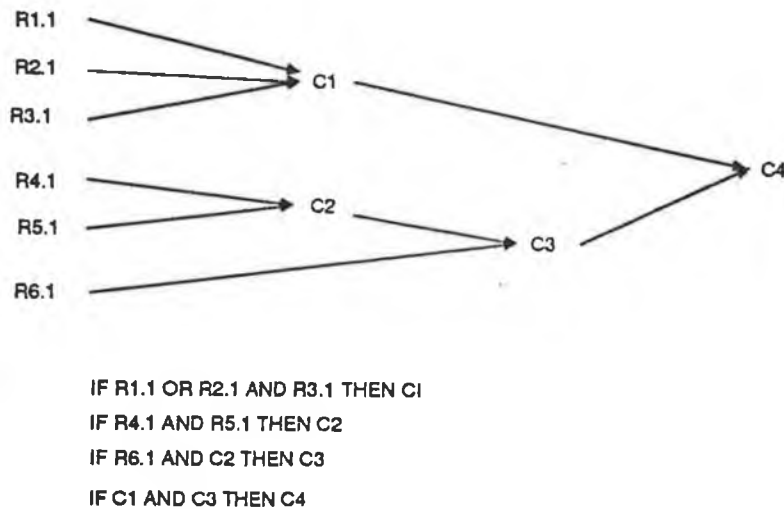 R1.1
R2.1
C1
R3.1
C4
R4.1
C2
R5.1
C3
R6.1
IF R1.1 OR R2.1 AND R3.1 THEN CI
IF R4.1 AND R5.1 THEN C2
IF R6.1 AND C2 THEN C3
IF C1 AND C3 THEN C4